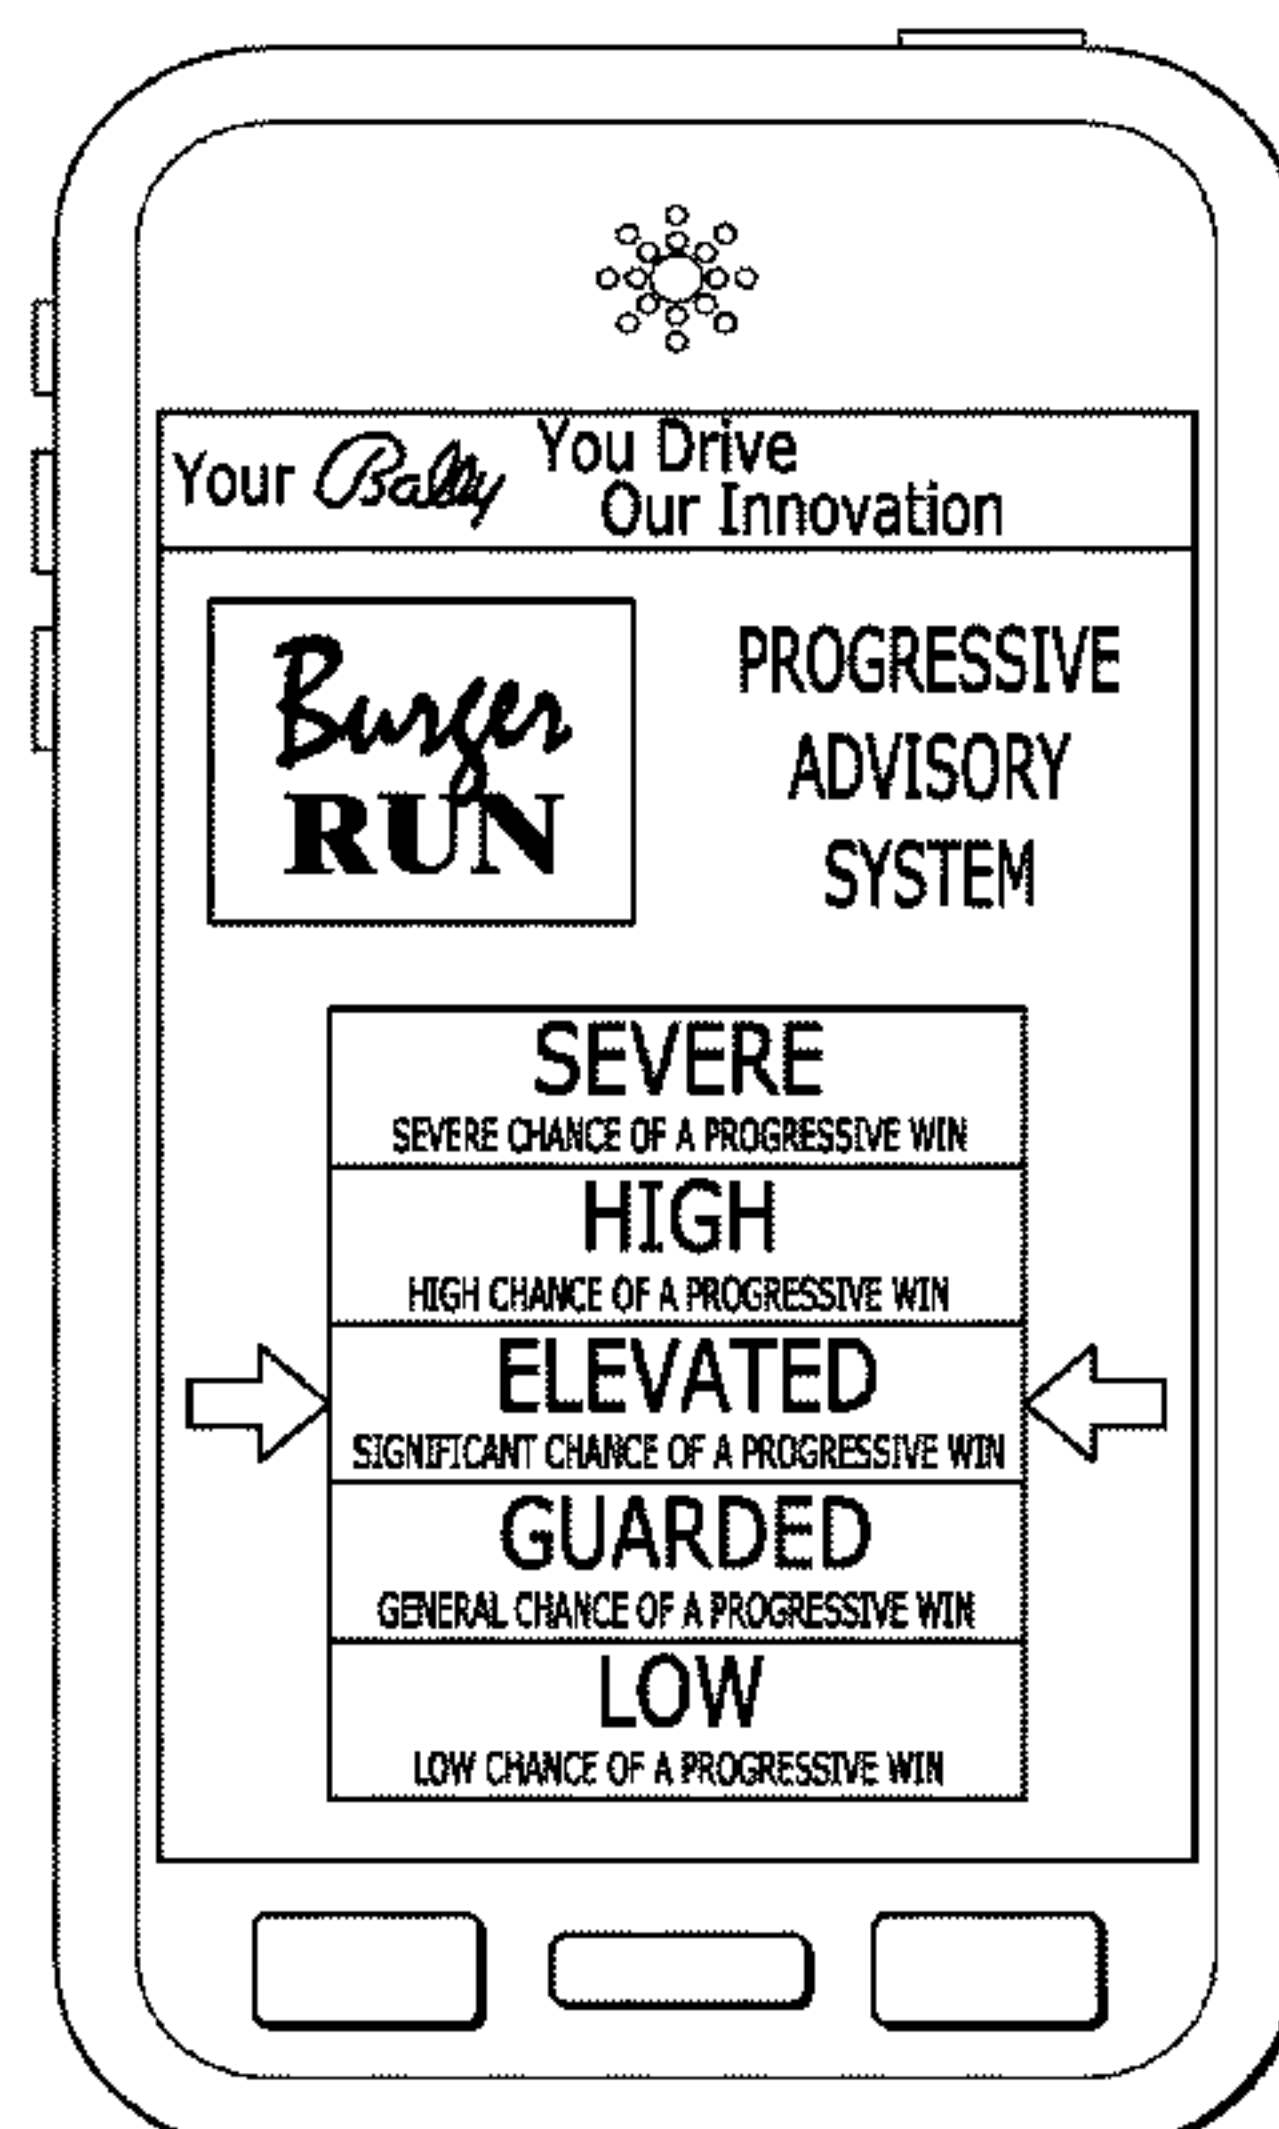 Your Bally You Drive
Our Innovation
Burger
RUN
PROGRESSIVE
ADVISORY
SYSTEM
SEVERE
SEVERE CHANCE OF A PROGRESSIVE WIN
HIGH
HIGH CHANCE OF A PROGRESSIVE WIN
ELEVATED
SIGNIFICANT CHANCE OF A PROGRESSIVE WIN
GUARDED
GENERAL CHANCE OF A PROGRESSIVE WIN
LOW
LOW CHANCE OF A PROGRESSIVE WIN